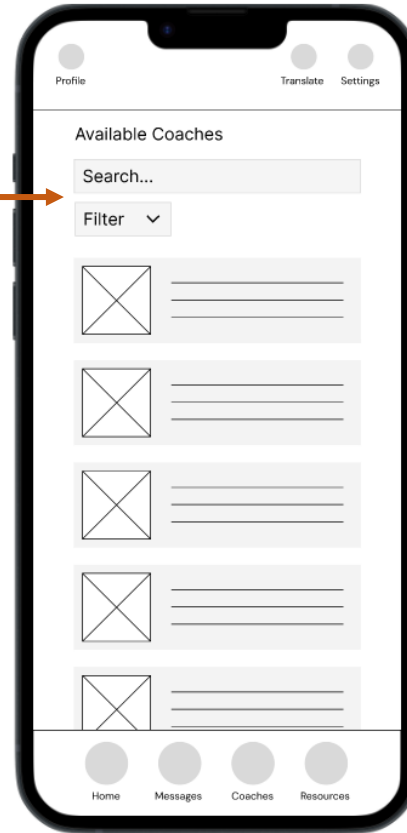 Profile Translate Settings
Available Coaches
Search...
Filter
Home Messages Coaches Resources